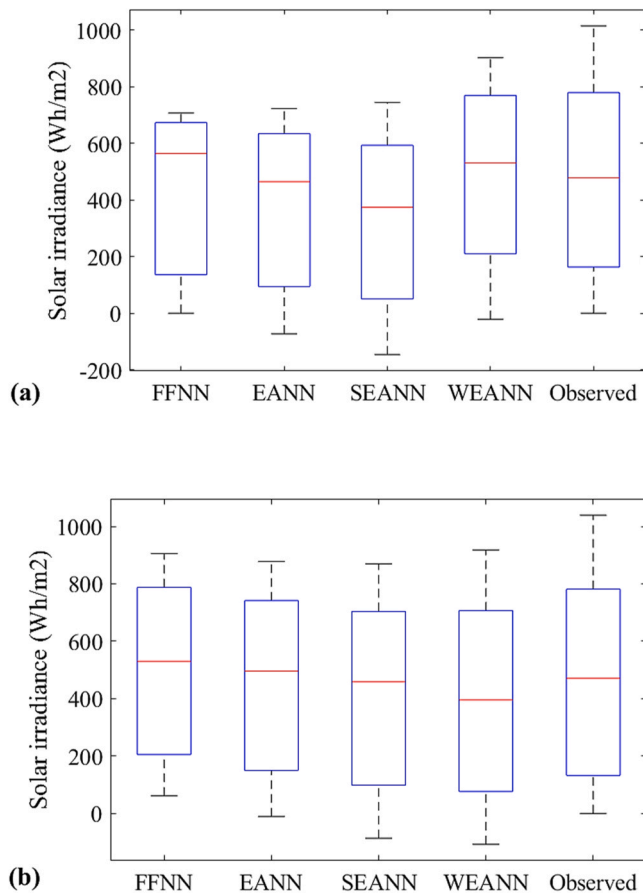 1000
800
600
400
200
0
-200
Solar irradiance (Wh/m2)
FFNN EANN SEANN WEANN Observed
(a)
1000
800
600
400
200
0
Solar irradiance (Wh/m2)
FFNN EANN SEANN WEANN Observed
(b)